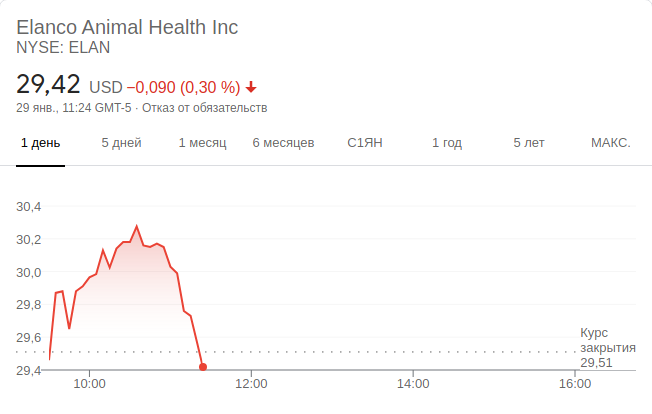 Elanco Animal Health Inc
NYSE: ELAN
29,42 USD −0,090 (0,30 %)
29 янв., 11:24 GMT-5 · Отказ от обязательств
1 день 5 дней 1 месяц 6 месяцев С1ЯН 1 год 5 лет МАКС.
30,4
30,2
30,0
29,8
29,6
29,4
Курс
закрытия
29,51
10:00 12:00 14:00 16:00